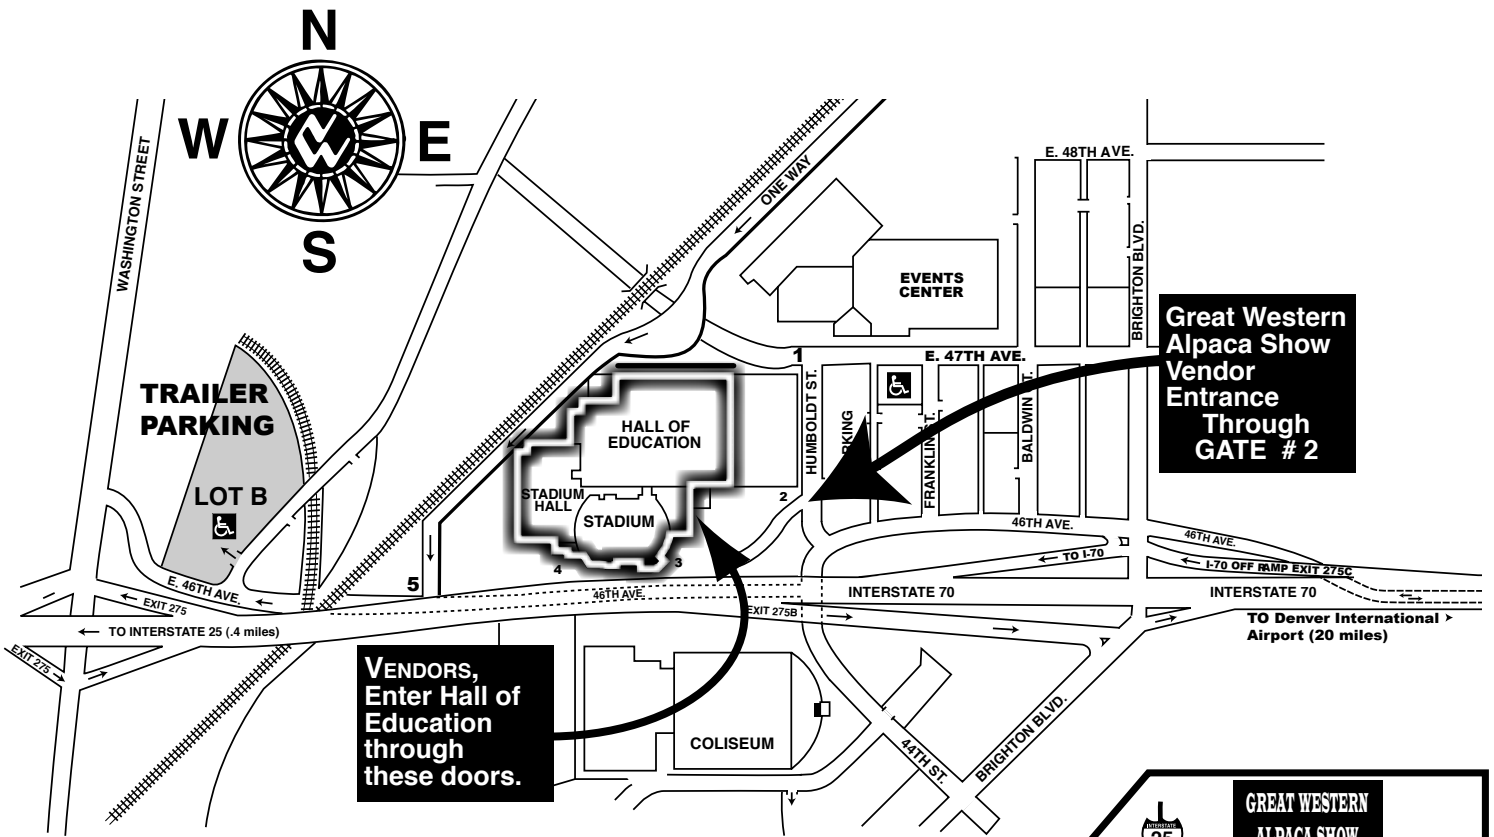 N
W
E
S
WASHINGTON STREET
ONE WAY
E. 48TH AVE.
BRIGHTON BLVD.
EVENTS
CENTER
Great Western
Alpaca Show
Vendor
Entrance
Through
GATE # 2
1
E. 47TH AVE.
TRAILER
PARKING
LOT B
HALL OF
EDUCATION
HUMBOLDT ST.
FRANKLIN ST.
STADIUM
HALL
STADIUM
2
3
4
5
46TH AVE.
46TH AVE.
TO I-70
I-70 OFF RAMP EXIT 275C
E. 46TH AVE.
EXIT 275
46TH AVE.
INTERSTATE 70
INTERSTATE 70
EXIT 275B
TO INTERSTATE 25 (.4 miles)
EXIT 275
TO Denver International
Airport (20 miles)
VENDORS,
Enter Hall of
Education
through
these doors.
COLISEUM
44TH ST.
BRIGHTON BLVD.
INTERSTATE
25
GREAT WESTERN
ALPACA SHOW